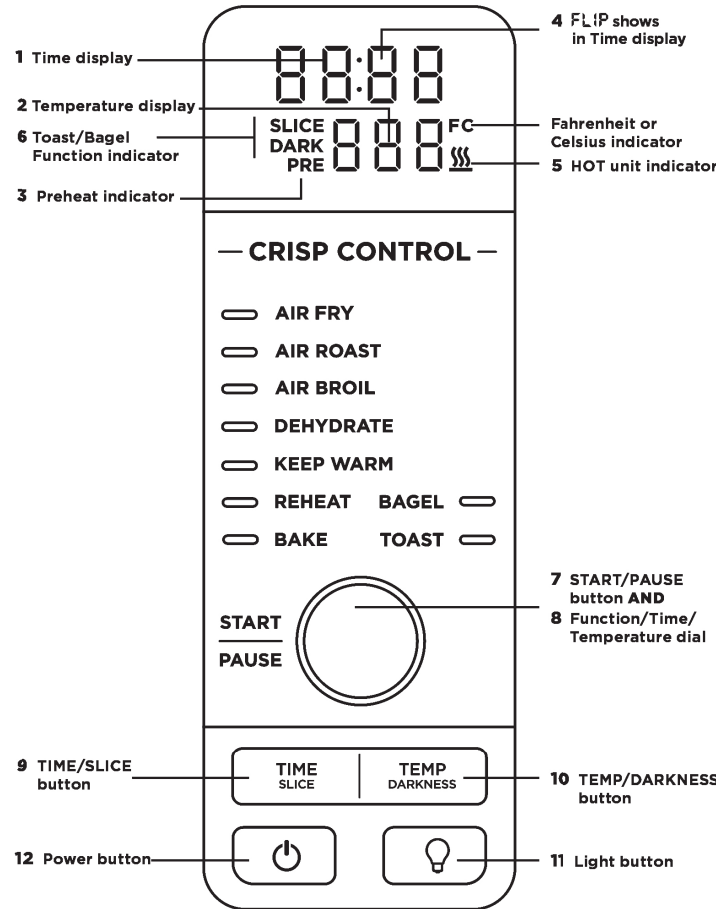 4 FLIP shows
in Time display
1 Time display
88:88
2 Temperature display
6 Toast/Bagel
Function indicator
SLICE
DARK
PRE
888
F C
Fahrenheit or
Celsius indicator
5 HOT unit indicator
3 Preheat indicator
CRISP CONTROL
AIR FRY
AIR ROAST
AIR BROIL
DEHYDRATE
KEEP WARM
REHEAT BAGEL
BAKE TOAST
7 START/PAUSE
button AND
8 Function/Time/
Temperature dial
START
PAUSE
9 TIME/SLICE
button
TIME
SLICE
TEMP
DARKNESS
10 TEMP/DARKNESS
button
12 Power button
11 Light button